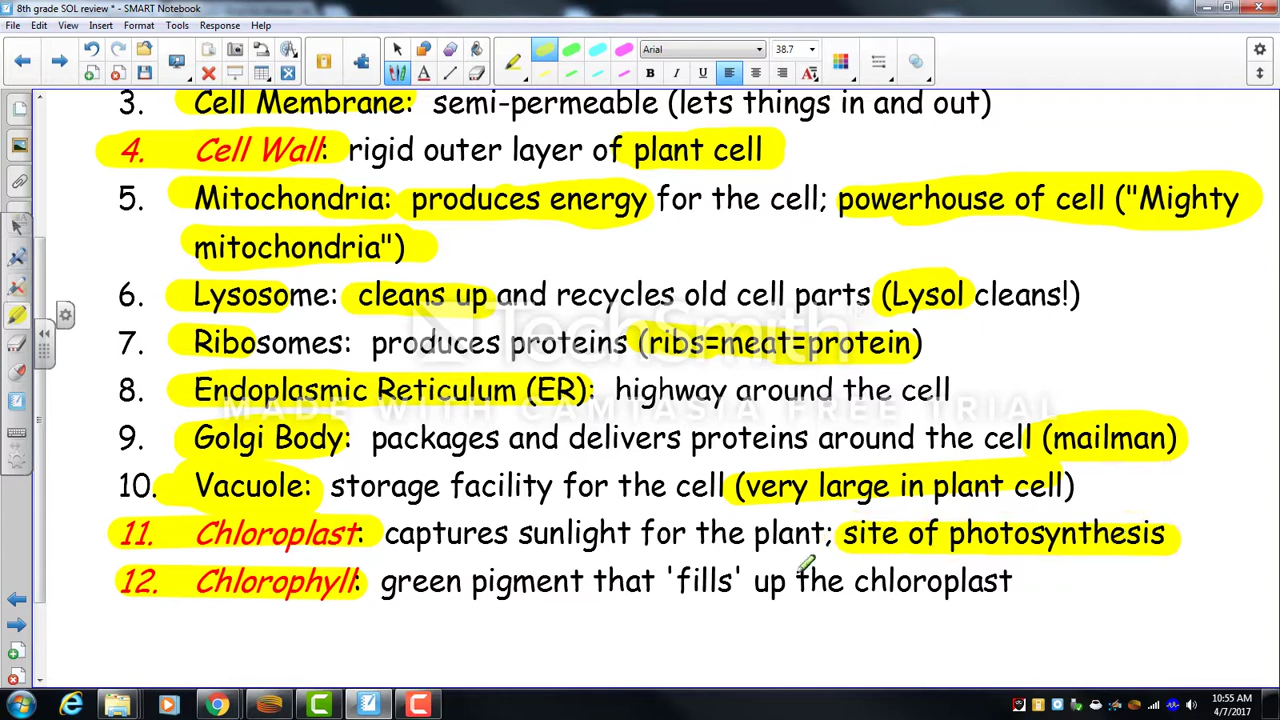 8th grade SOL review * - SMART Notebook
File Edit View Insert Format Tools Response Help
Arial 38.7
B I U
3. Cell Membrane: semi-permeable (lets things in and out)
4. Cell Wall: rigid outer layer of plant cell
5. Mitochondria: produces energy for the cell; powerhouse of cell ("Mighty
mitochondria")
6. Lysosome: cleans up and recycles old cell parts (Lysol cleans!)
TechSmith
7. Ribosomes: produces proteins (ribs=meat=protein)
8. Endoplasmic Reticulum (ER): highway around the cell
MADE WITH CAMTASIA FREE TRIAL
9. Golgi Body: packages and delivers proteins around the cell (mailman)
10. Vacuole: storage facility for the cell (very large in plant cell)
11. Chloroplast: captures sunlight for the plant; site of photosynthesis
12. Chlorophyll: green pigment that 'fills' up the chloroplast
10:55 AM
4/7/2017